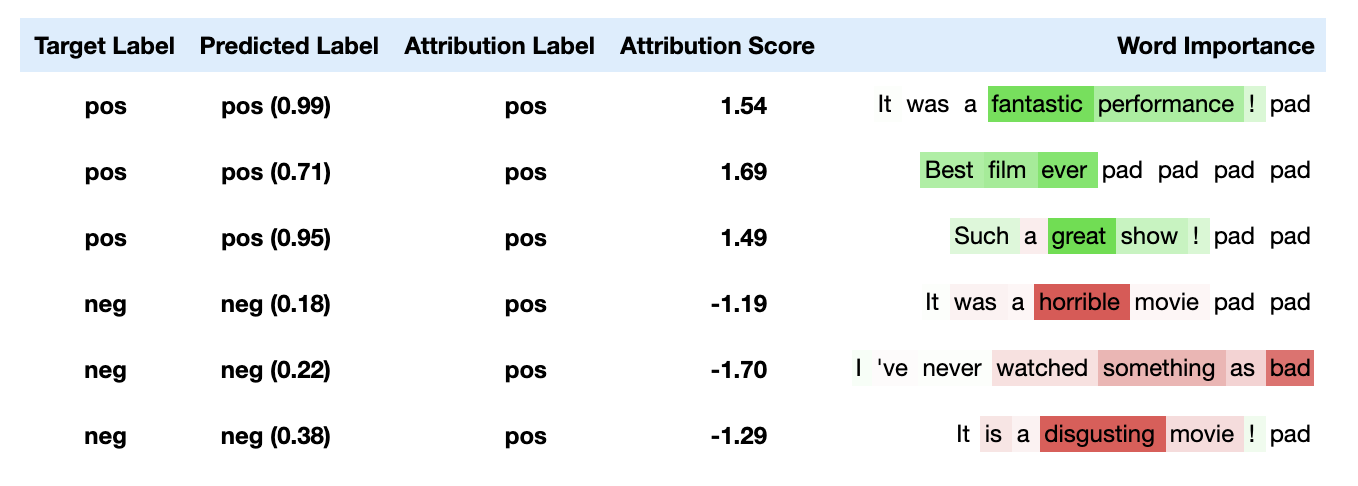 Target Label Predicted Label Attribution Label Attribution Score Word Importance
pos pos (0.99) pos 1.54 It was a fantastic performance ! pad
pos pos (0.71) pos 1.69 Best film ever pad pad pad pad
pos pos (0.95) pos 1.49 Such a great show ! pad pad
neg neg (0.18) pos -1.19 It was a horrible movie pad pad
neg neg (0.22) pos -1.70 I 've never watched something as bad
neg neg (0.38) pos -1.29 It is a disgusting movie ! pad